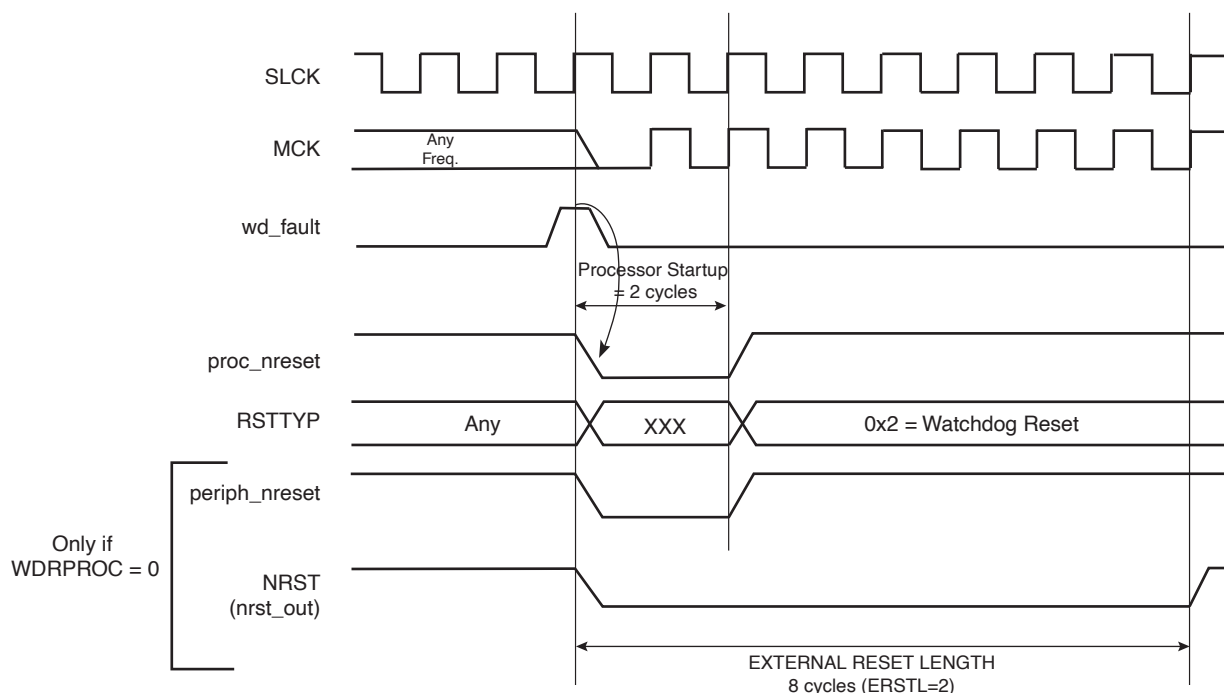 SLCK
MCK
Any
Freq.
wd_fault
Processor Startup
= 2 cycles
proc_nreset
RSTTYP
Any
XXX
0x2 = Watchdog Reset
periph_nreset
Only if
WDRPROC = 0
NRST
(nrst_out)
EXTERNAL RESET LENGTH
8 cycles (ERSTL=2)